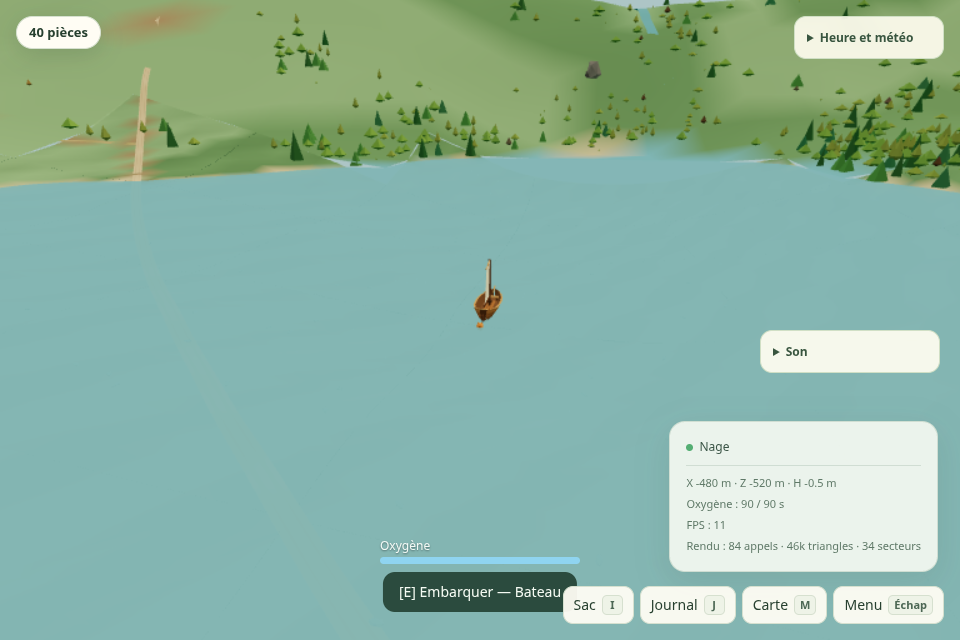 40 pièces
▶ Heure et météo
▶ Son
Nage
X -480 m · Z -520 m · H -0.5 m
Oxygène : 90 / 90 s
FPS : 11
Rendu : 84 appels · 46k triangles · 34 secteurs
Oxygène
[E] Embarquer — Bateau
Sac I
Journal J
Carte M
Menu Échap